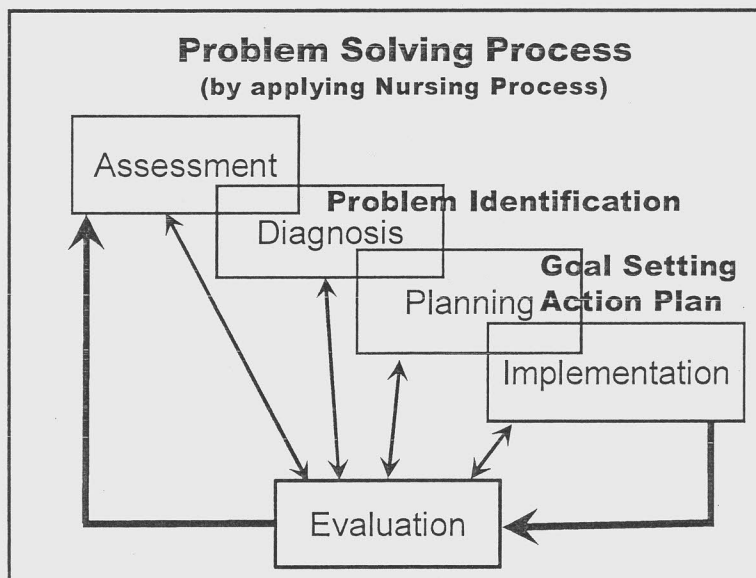 Problem Solving Process
(by applying Nursing Process)
Assessment
Problem Identification
Diagnosis
Goal Setting
Planning
Action Plan
Implementation
Evaluation